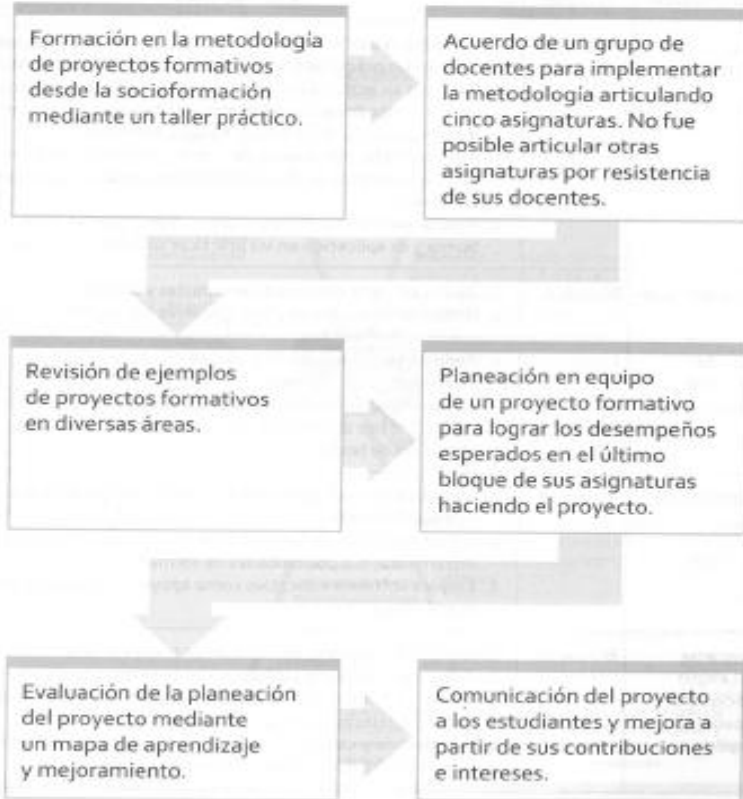 Formación en la metodología
de proyectos formativos
desde la socioformación
mediante un taller práctico.
Acuerdo de un grupo de
docentes para implementar
la metodología articulando
cinco asignaturas. No fue
posible articular otras
asignaturas por resistencia
de sus docentes.
Revisión de ejemplos
de proyectos formativos
en diversas áreas.
Planeación en equipo
de un proyecto formativo
para lograr los desempeños
esperados en el último
bloque de sus asignaturas
haciendo el proyecto.
Evaluación de la planeación
del proyecto mediante
un mapa de aprendizaje
y mejoramiento.
Comunicación del proyecto
a los estudiantes y mejora a
partir de sus contribuciones
e intereses.